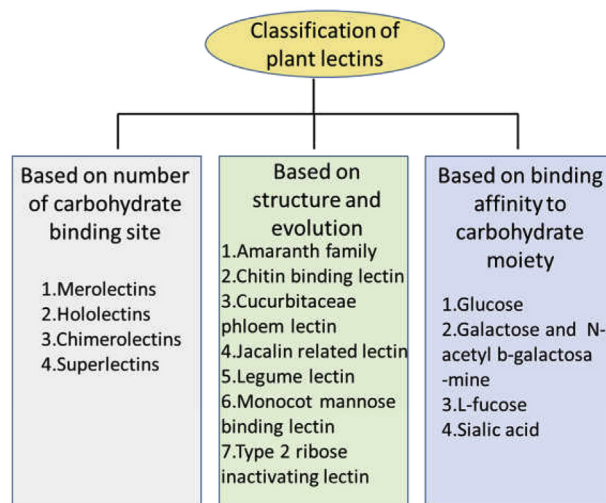 Classification of
plant lectins
Based on number
of carbohydrate
binding site
1.Merolectins
2.Hololectins
3.Chimerolectins
4.Superlectins
Based on
structure and
evolution
1.Amaranth family
2.Chitin binding lectin
3.Cucurbitaceae
phloem lectin
4.Jacalin related lectin
5.Legume lectin
6.Monocot mannose
binding lectin
7.Type 2 ribose
inactivating lectin
Based on binding
affinity to
carbohydrate
moiety
1.Glucose
2.Galactose and N-
acetyl b-galactosa
-mine
3.L-fucose
4.Sialic acid